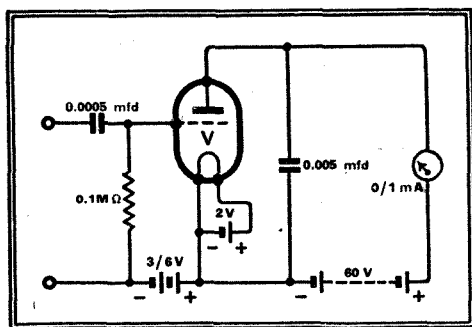 0.0005 mfd
V
0.005 mfd
0/1 mA
0.1MΩ
2V
- +
3/6V
- +
60 V
- +